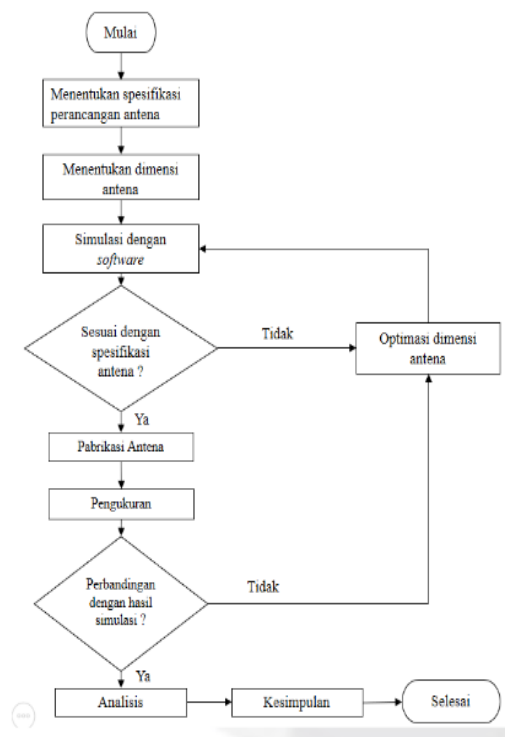 Mulai
Menentukan spesifikasi
perancangan antena
Menentukan dimensi
antena
Simulasi dengan
software
Sesuai dengan
spesifikasi
antena ?
Tidak
Optimasi dimensi
antena
Ya
Pabrikasi Antena
Pengukuran
Perbandingan
dengan hasil
simulasi ?
Tidak
Ya
Analisis
Kesimpulan
Selesai